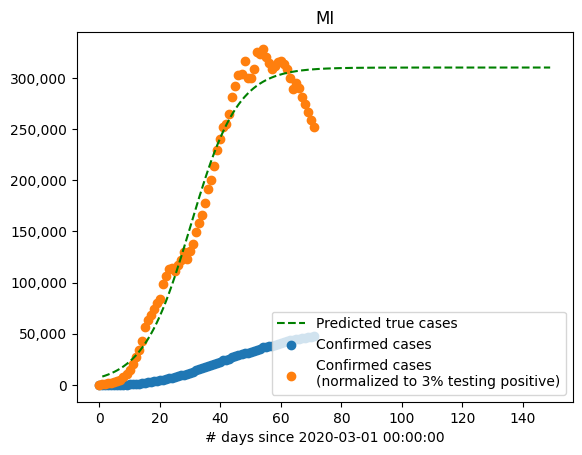 MI
300,000
250,000
200,000
150,000
100,000
50,000
0
Predicted true cases
Confirmed cases
Confirmed cases
(normalized to 3% testing positive)
0 20 40 60 80 100 120 140
# days since 2020-03-01 00:00:00